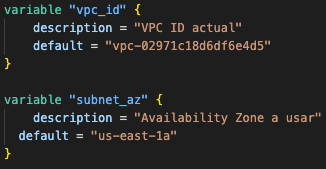 variable "vpc_id" {
    description = "VPC ID actual"
    default = "vpc-02971c18d6df6e4d5"
}

variable "subnet_az" {
    description = "Availability Zone a usar"
  default = "us-east-1a"
}